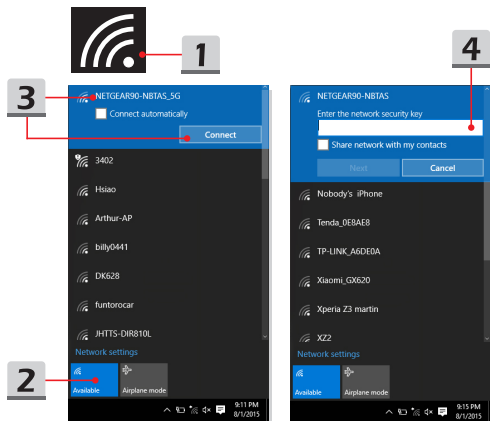 1
3
NETGEAR90-NBTAS_5G
Connect automatically
Connect
3402
Hsiao
Arthur-AP
billy0441
DK628
funtorocar
JHTTS-DIR810L
Network settings
2
Available
Airplane mode
9:11 PM
8/1/2015
4
NETGEAR90-NBTAS
Enter the network security key
Share network with my contacts
Next
Cancel
Nobody's iPhone
Tenda_0E8AE8
TP-LINK_A6DE0A
Xiaomi_GX620
Xperia Z3 martin
XZ2
Network settings
Available
Airplane mode
9:15 PM
8/1/2015